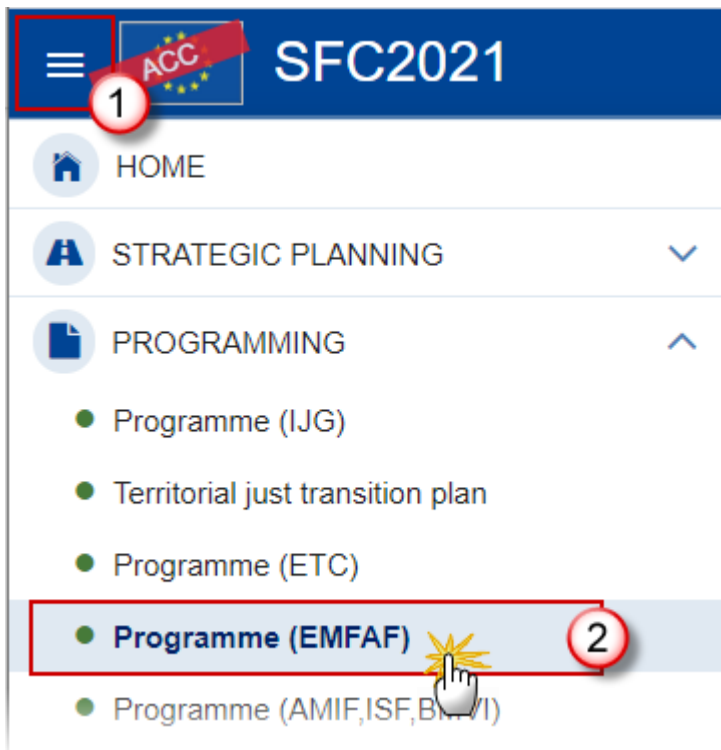 ACC SFC2021
1
HOME
STRATEGIC PLANNING
PROGRAMMING
Programme (IJG)
Territorial just transition plan
Programme (ETC)
Programme (EMFAF) 2
Programme (AMIF,ISF,BMVI)